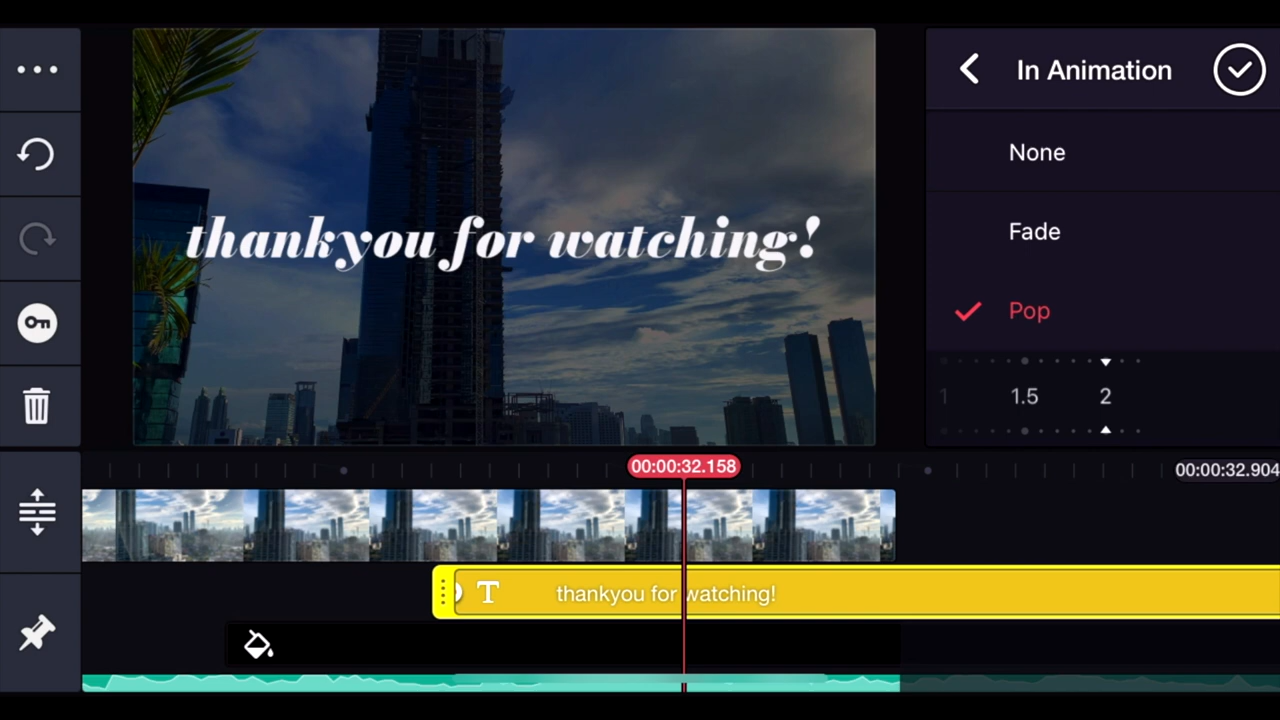 In Animation
None
Fade
Pop
1 1.5 2
thankyou for watching!
00:00:32.158
00:00:32.904
T thankyou for watching!